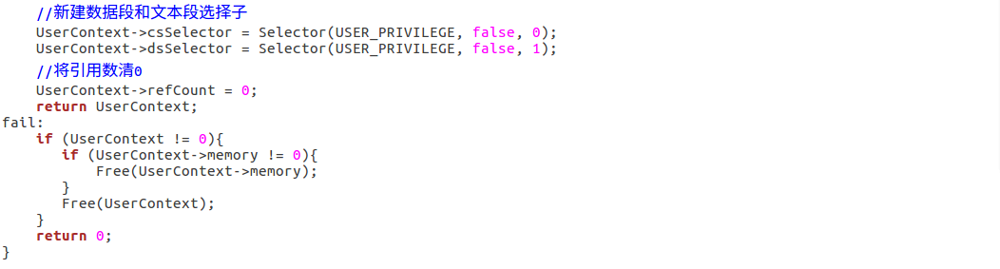 //新建数据段和文本段选择子
UserContext->csSelector = Selector(USER_PRIVILEGE, false, 0);
UserContext->dsSelector = Selector(USER_PRIVILEGE, false, 1);
//将引用数清0
UserContext->refCount = 0;
return UserContext;
fail:
if (UserContext != 0){
if (UserContext->memory != 0){
Free(UserContext->memory);
}
Free(UserContext);
}
return 0;
}